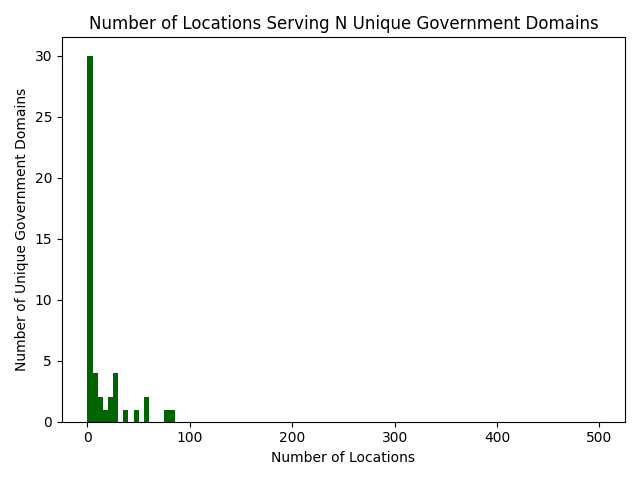 Number of Locations Serving N Unique Government Domains
30
25
20
15
10
5
0
Number of Unique Government Domains
0 100 200 300 400 500
Number of Locations